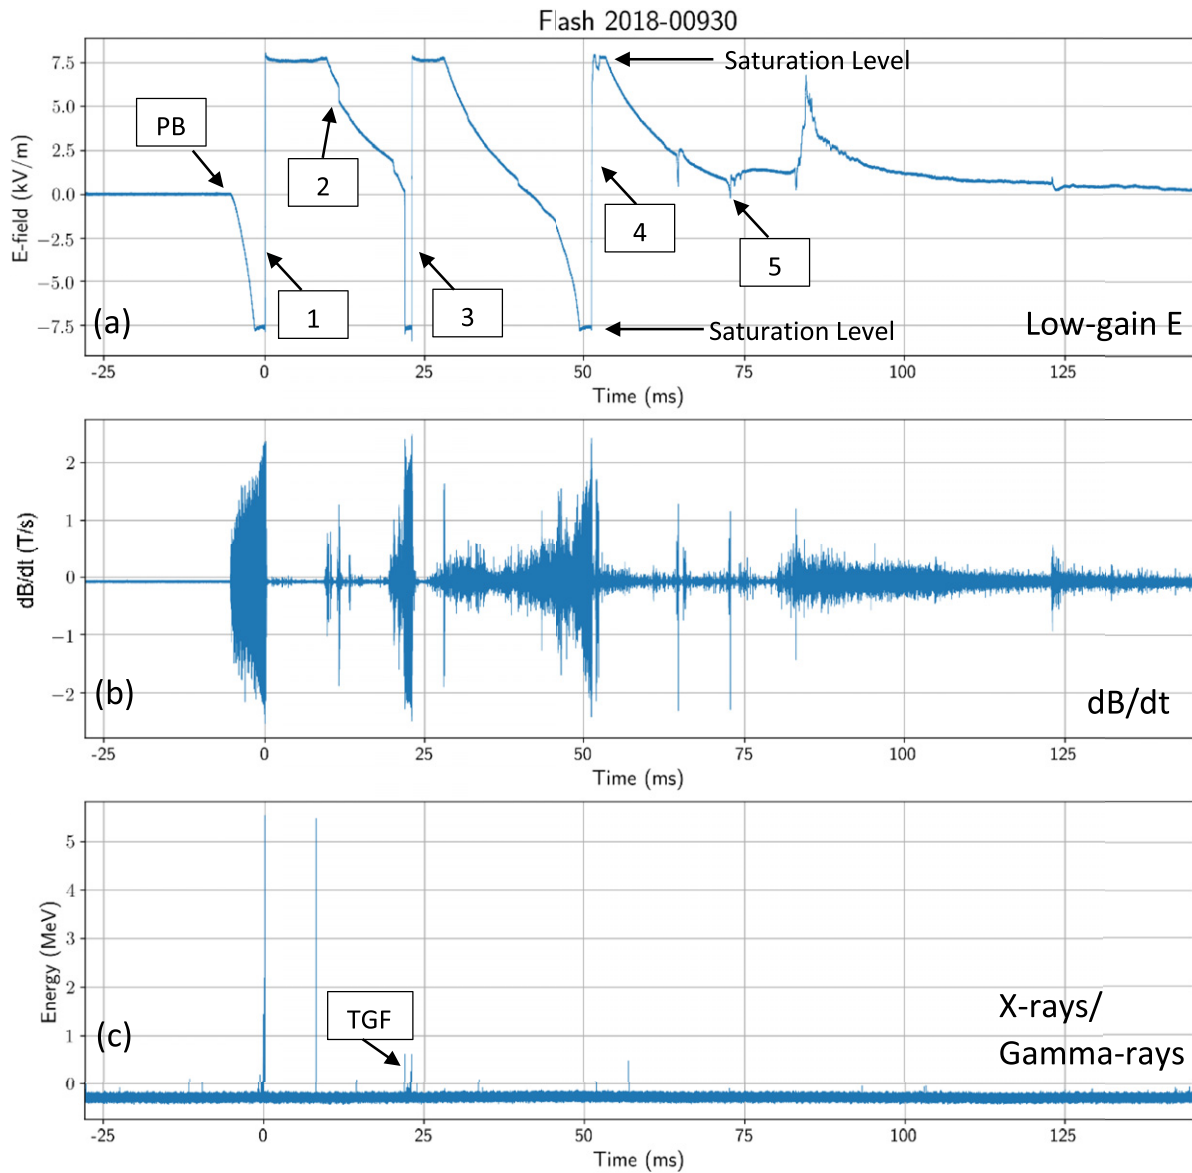 Flash 2018-00930
7.5
5.0
2.5
0.0
−2.5
−5.0
−7.5
E-field (kV/m)
PB
2
1
3
4
5
Saturation Level
Saturation Level
(a)
Low-gain E
-25 0 25 50 75 100 125
Time (ms)
2
1
0
−1
−2
dB/dt (T/s)
(b)
dB/dt
-25 0 25 50 75 100 125
Time (ms)
5
4
3
2
1
0
Energy (MeV)
TGF
(c)
X-rays/
Gamma-rays
-25 0 25 50 75 100 125
Time (ms)